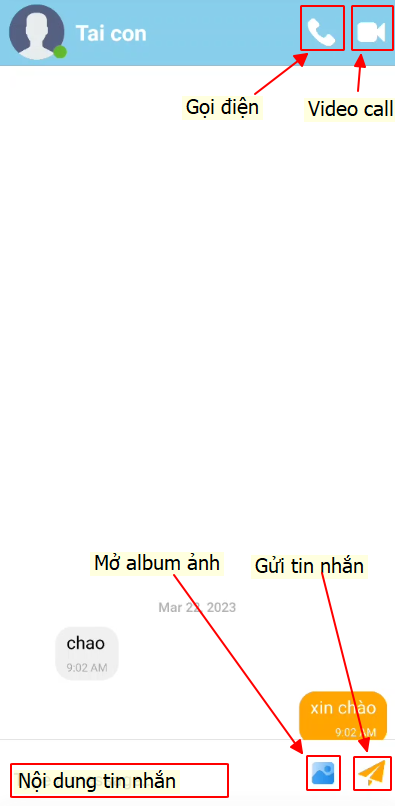 Tai con
Gọi điện
Video call
Mở album ảnh
Gửi tin nhắn
Mar 22, 2023
chao
9:02 AM
xin chào
9:02 AM
Nội dung tin nhắn